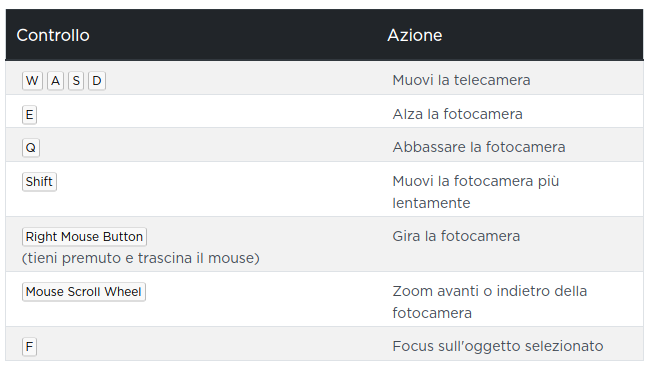 Controllo Azione
W A S D Muovi la telecamera
E Alza la fotocamera
Q Abbassare la fotocamera
Shift Muovi la fotocamera più
lentamente
Right Mouse Button Gira la fotocamera
(tieni premuto e trascina il mouse)
Mouse Scroll Wheel Zoom avanti o indietro della
fotocamera
F Focus sull'oggetto selezionato